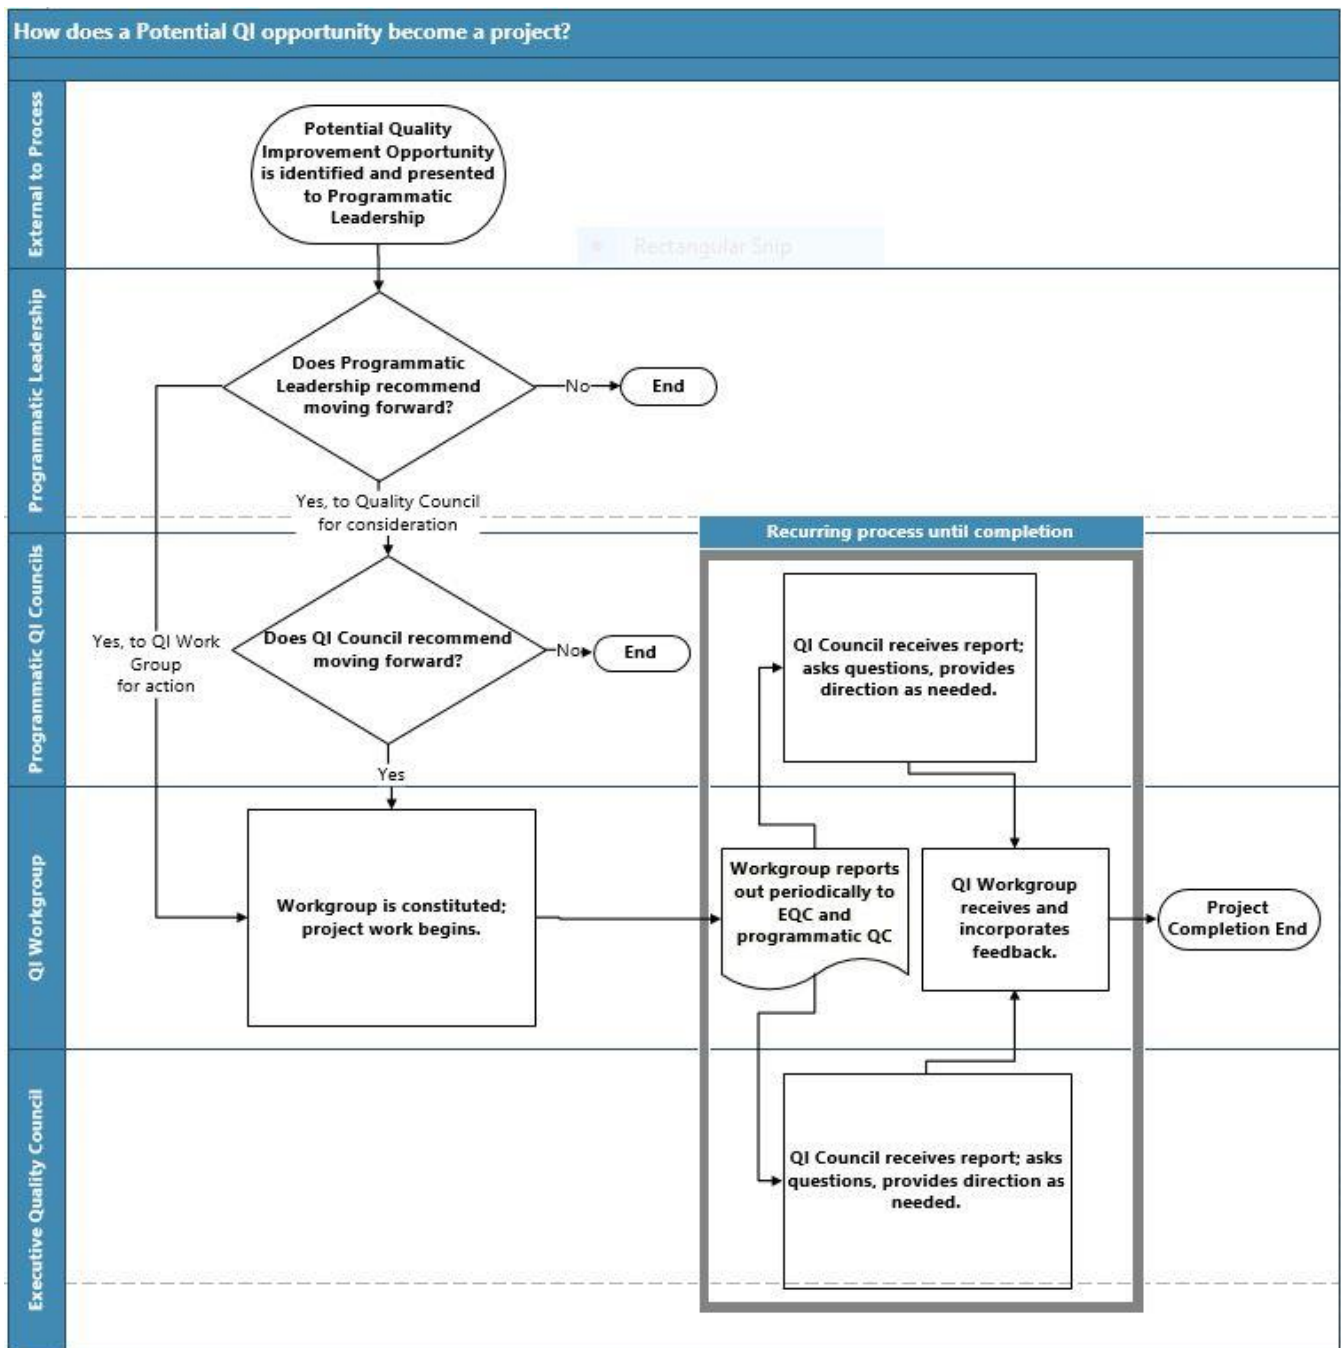 How does a Potential QI opportunity become a project?
External to Process
Potential Quality
Improvement Opportunity
is identified and presented
to Programmatic
Leadership
Rectangular Snip
Programmatic Leadership
Does Programmatic
Leadership recommend
moving forward?
No
End
Yes, to Quality Council
for consideration
Programmatic QI Councils
Yes, to QI Work
Group
for action
Does QI Council recommend
moving forward?
No
End
Yes
Recurring process until completion
QI Council receives report;
asks questions, provides
direction as needed.
QI Workgroup
Workgroup is constituted;
project work begins.
Workgroup reports
out periodically to
EQC and
programmatic QC
QI Workgroup
receives and
incorporates
feedback.
Project
Completion End
Executive Quality Council
QI Council receives report; asks
questions, provides direction as
needed.